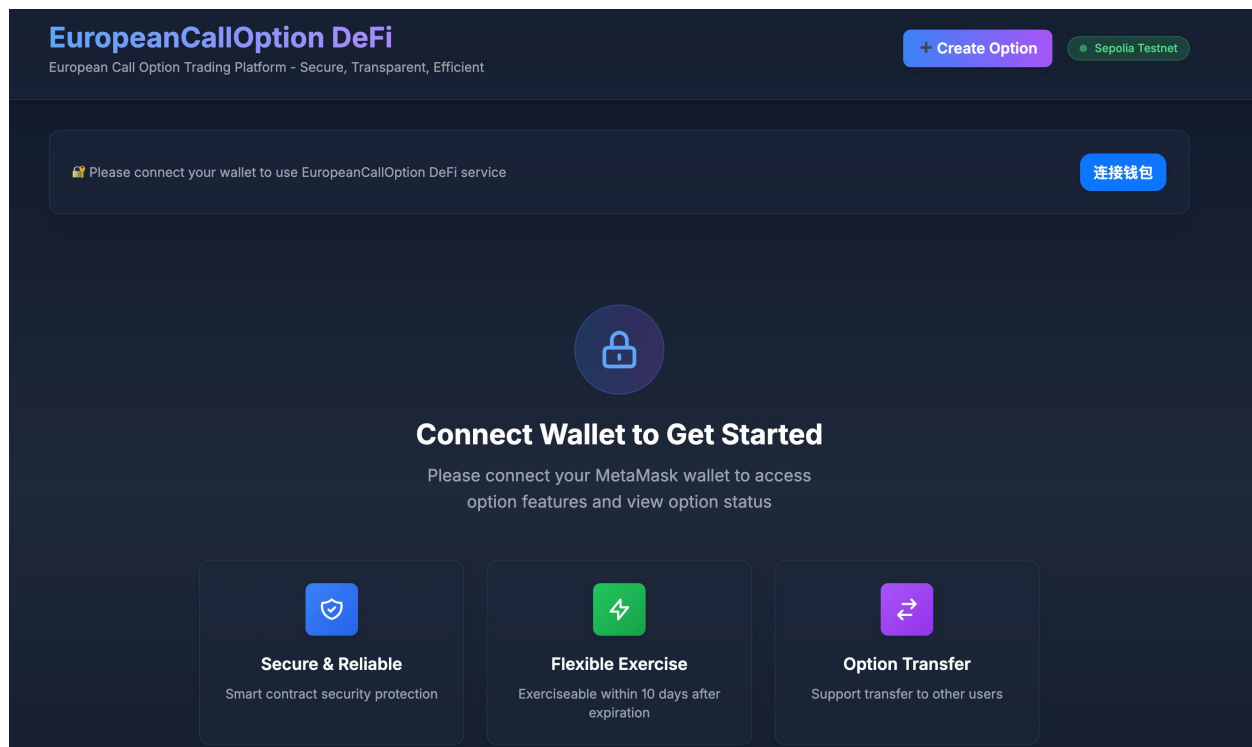 EuropeanCallOption DeFi
European Call Option Trading Platform - Secure, Transparent, Efficient
+ Create Option
Sepolia Testnet
Please connect your wallet to use EuropeanCallOption DeFi service
连接钱包
Connect Wallet to Get Started
Please connect your MetaMask wallet to access
option features and view option status
Secure & Reliable
Smart contract security protection
Flexible Exercise
Exerciseable within 10 days after
expiration
Option Transfer
Support transfer to other users